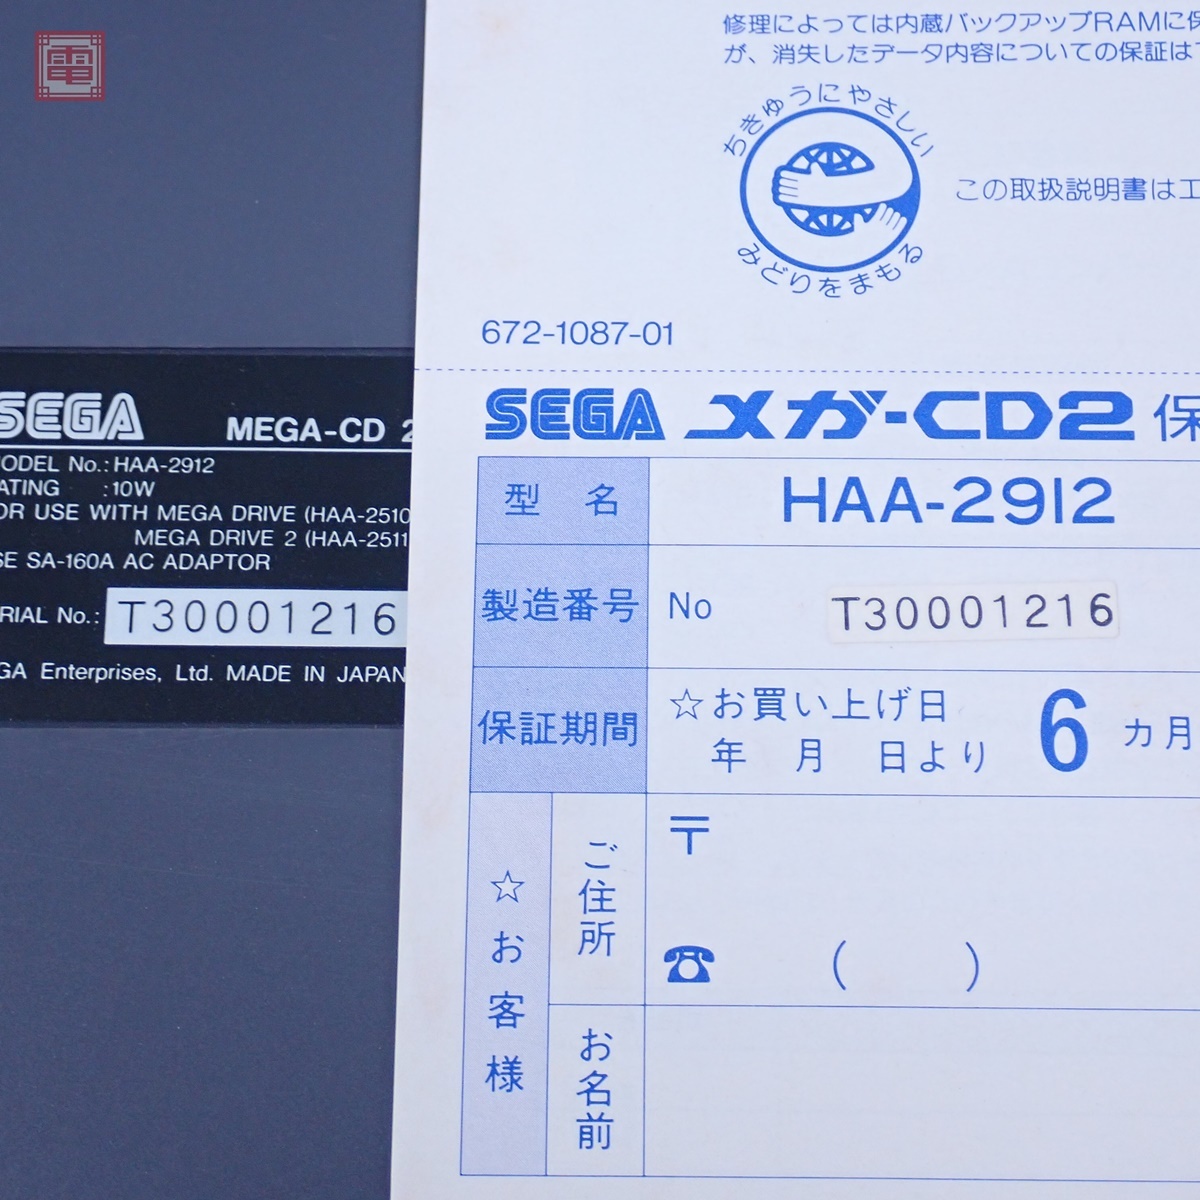 電
修理によっては内蔵バックアップRAMに保
が、消失したデータ内容についての保証は
ちきゅうにやさしい
みどりをまもる
この取扱説明書は工
672-1087-01
SEGA メガ-CD2 保
型名 HAA-2912
製造番号 No T30001216
保証期間 ☆お買い上げ日
年 月 日より 6 カ月
☆お客様
ご住所 〒
☎ ( )
お名前
SEGA MEGA-CD 2
ODEL No.: HAA-2912
ATING : 10W
OR USE WITH MEGA DRIVE (HAA-2510
MEGA DRIVE 2 (HAA-2511
SE SA-160A AC ADAPTOR
RIAL No.: T30001216
GA Enterprises, Ltd. MADE IN JAPAN